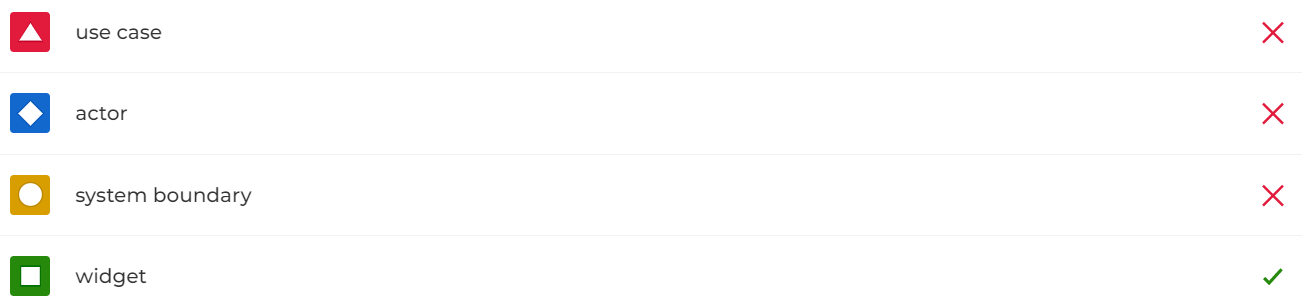 use case
actor
system boundary
widget